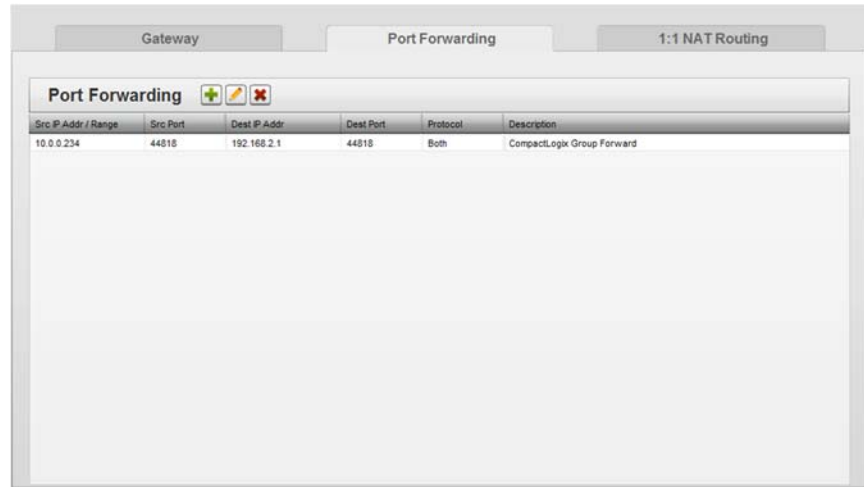 Gateway Port Forwarding 1:1 NAT Routing
Port Forwarding
Src IP Addr / Range Src Port Dest IP Addr Dest Port Protocol Description
10.0.0.234 44818 192.168.2.1 44818 Both CompactLogix Group Forward